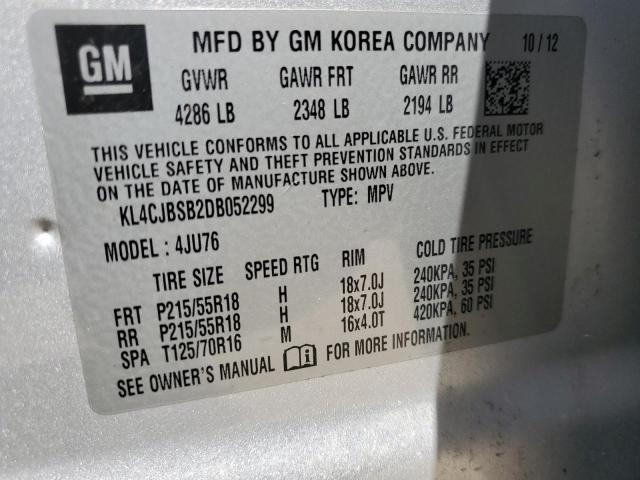 GM
MFD BY GM KOREA COMPANY 10/12
GVWR GAWR FRT GAWR RR
4286 LB 2348 LB 2194 LB
THIS VEHICLE CONFORMS TO ALL APPLICABLE U.S. FEDERAL MOTOR
VEHICLE SAFETY AND THEFT PREVENTION STANDARDS IN EFFECT
ON THE DATE OF MANUFACTURE SHOWN ABOVE.
KL4CJBSB2DB052299 TYPE: MPV
MODEL: 4JU76
TIRE SIZE SPEED RTG RIM COLD TIRE PRESSURE
FRT P215/55R18 H 18x7.0J 240KPA, 35 PSI
RR P215/55R18 H 18x7.0J 240KPA, 35 PSI
SPA T125/70R16 M 16x4.0T 420KPA, 60 PSI
SEE OWNER'S MANUAL i FOR MORE INFORMATION.